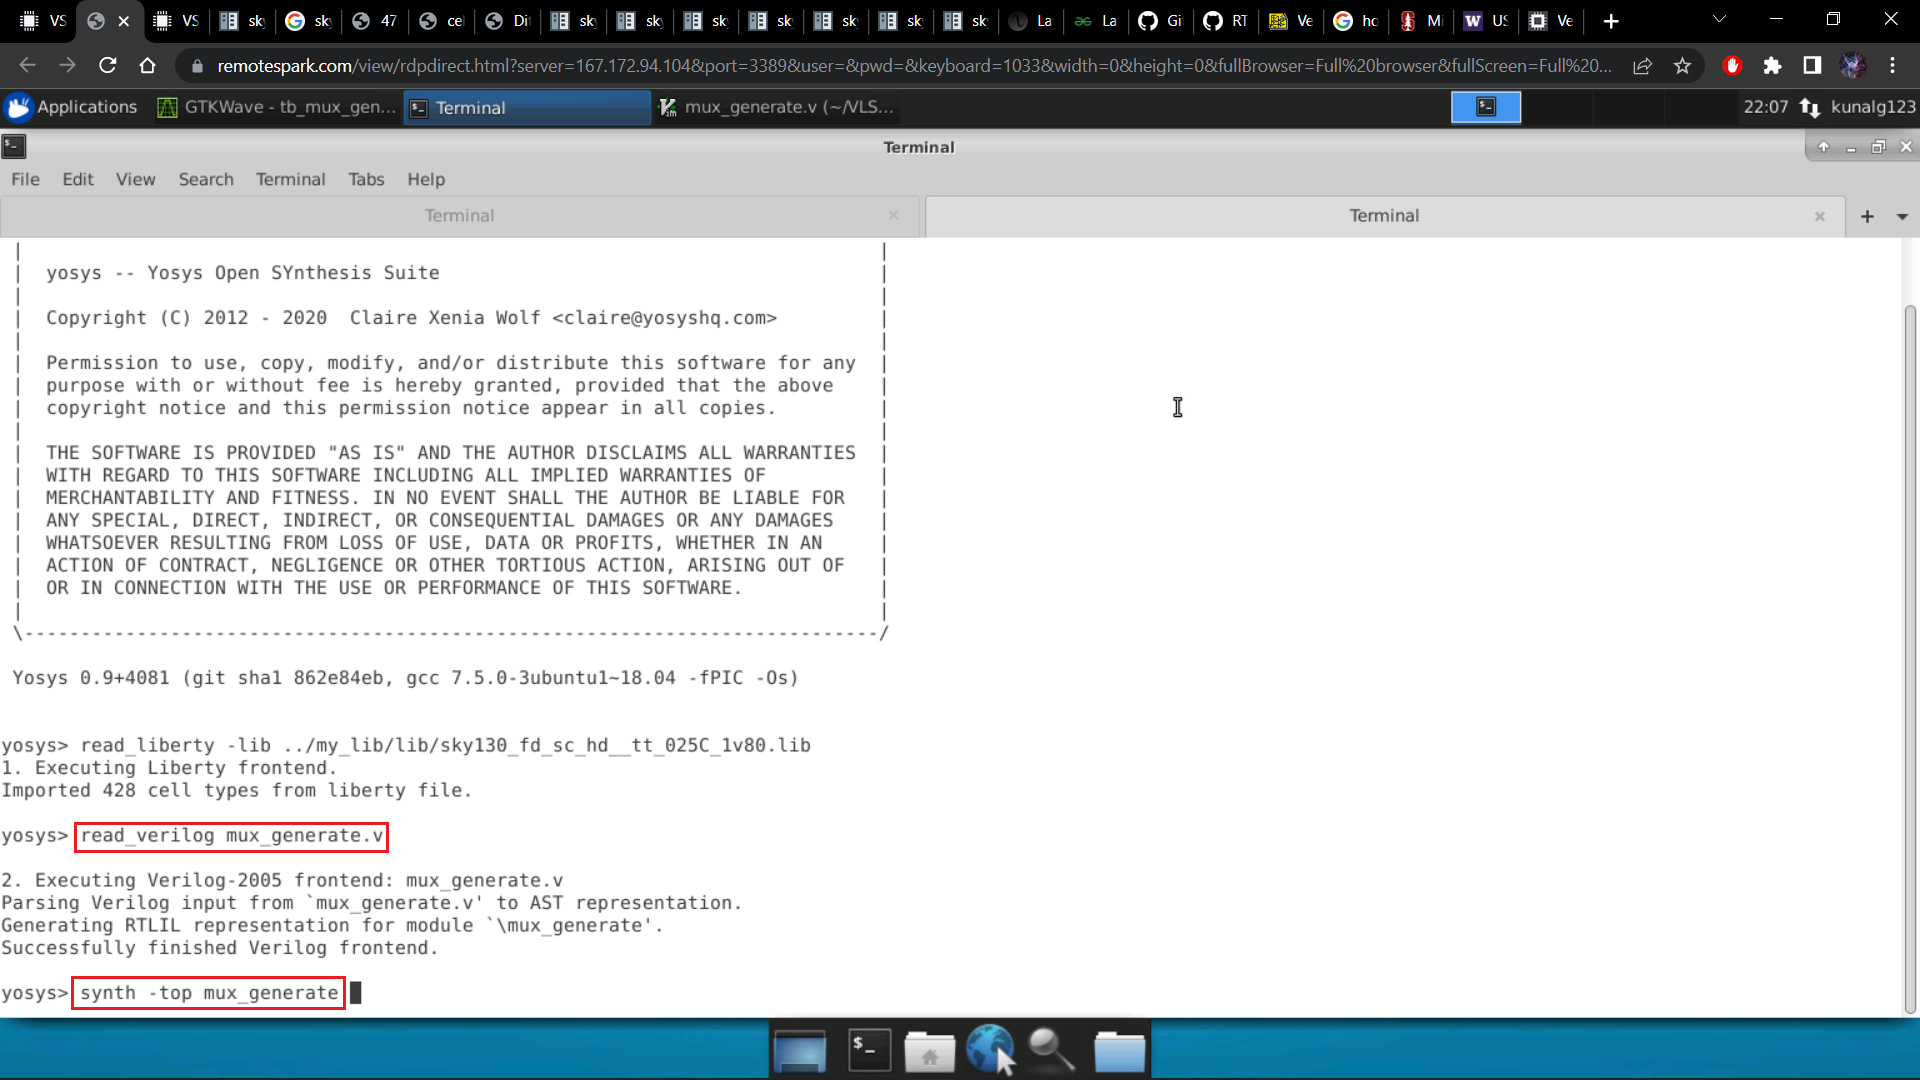 VS
VS
sky
sky
47
cel
Di
sky
sky
sky
sky
sky
sky
sky
La
La
Gi
RT
Ve
ho
Mi
US
Ve
remotespark.com/view/rdpdirect.html?server=167.172.94.104&port=3389&user=&pwd=&keyboard=1033&width=0&height=0&fullBrowser=Full%20browser&fullScreen=Full%20...
Applications
GTKWave - tb_mux_gen...
Terminal
mux_generate.v (~/VLS...
22:07
kunalg123
Terminal
File Edit View Search Terminal Tabs Help
Terminal
Terminal
| |
| yosys -- Yosys Open SYnthesis Suite |
| |
| Copyright (C) 2012 - 2020 Claire Xenia Wolf <claire@yosyshq.com> |
| |
| Permission to use, copy, modify, and/or distribute this software for any |
| purpose with or without fee is hereby granted, provided that the above |
| copyright notice and this permission notice appear in all copies. |
| |
| THE SOFTWARE IS PROVIDED "AS IS" AND THE AUTHOR DISCLAIMS ALL WARRANTIES |
| WITH REGARD TO THIS SOFTWARE INCLUDING ALL IMPLIED WARRANTIES OF |
| MERCHANTABILITY AND FITNESS. IN NO EVENT SHALL THE AUTHOR BE LIABLE FOR |
| ANY SPECIAL, DIRECT, INDIRECT, OR CONSEQUENTIAL DAMAGES OR ANY DAMAGES |
| WHATSOEVER RESULTING FROM LOSS OF USE, DATA OR PROFITS, WHETHER IN AN |
| ACTION OF CONTRACT, NEGLIGENCE OR OTHER TORTIOUS ACTION, ARISING OUT OF |
| OR IN CONNECTION WITH THE USE OR PERFORMANCE OF THIS SOFTWARE. |
| |
\----------------------------------------------------------------------------/
Yosys 0.9+4081 (git sha1 862e84eb, gcc 7.5.0-3ubuntu1~18.04 -fPIC -Os)
yosys> read_liberty -lib ../my_lib/lib/sky130_fd_sc_hd__tt_025C_1v80.lib
1. Executing Liberty frontend.
Imported 428 cell types from liberty file.
yosys> read_verilog mux_generate.v
2. Executing Verilog-2005 frontend: mux_generate.v
Parsing Verilog input from `mux_generate.v' to AST representation.
Generating RTLIL representation for module `\mux_generate'.
Successfully finished Verilog frontend.
yosys> synth -top mux_generate